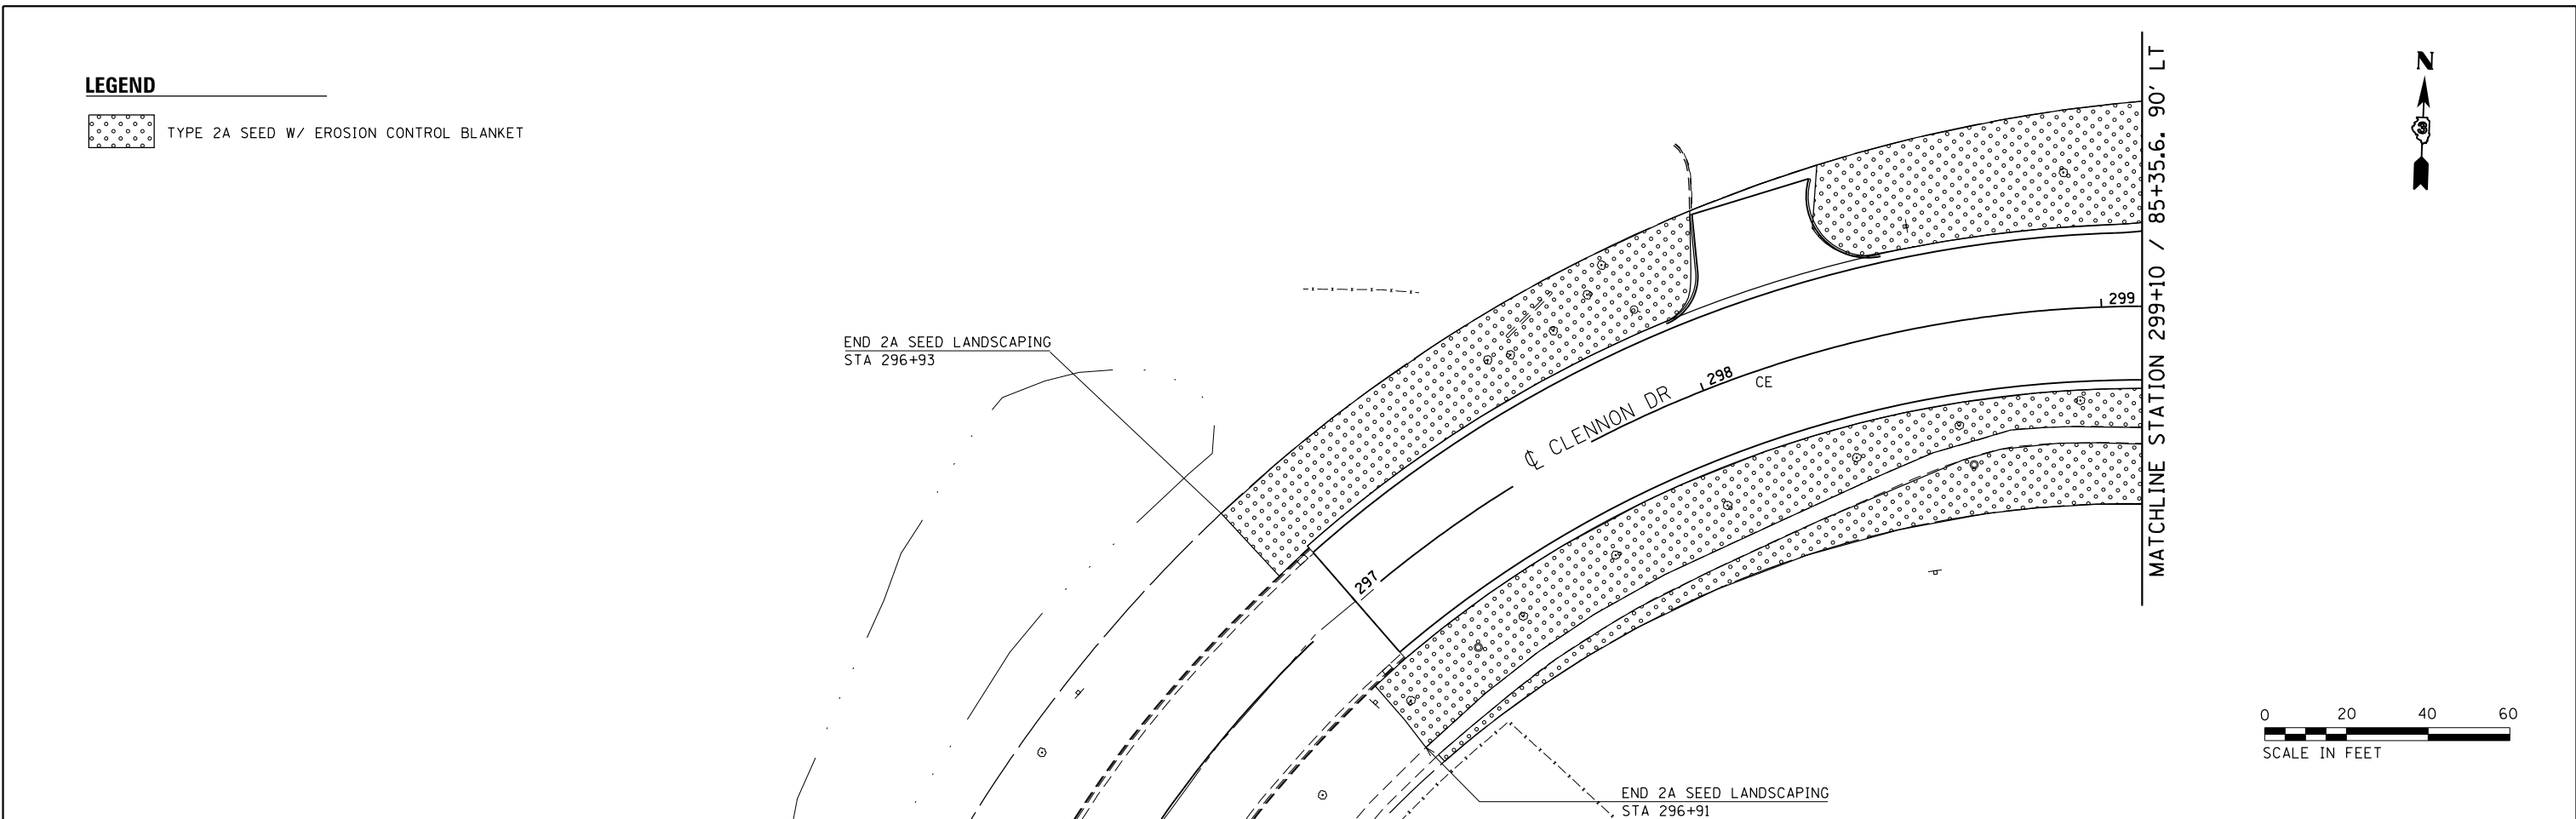 LEGEND
TYPE 2A SEED W/ EROSION CONTROL BLANKET
N
MATCHLINE STATION 299+10 / 85+35.6. 90' LT
299
END 2A SEED LANDSCAPING
STA 296+93
298
CE
℄ CLENNON DR
297
0 20 40 60
SCALE IN FEET
END 2A SEED LANDSCAPING
STA 296+91